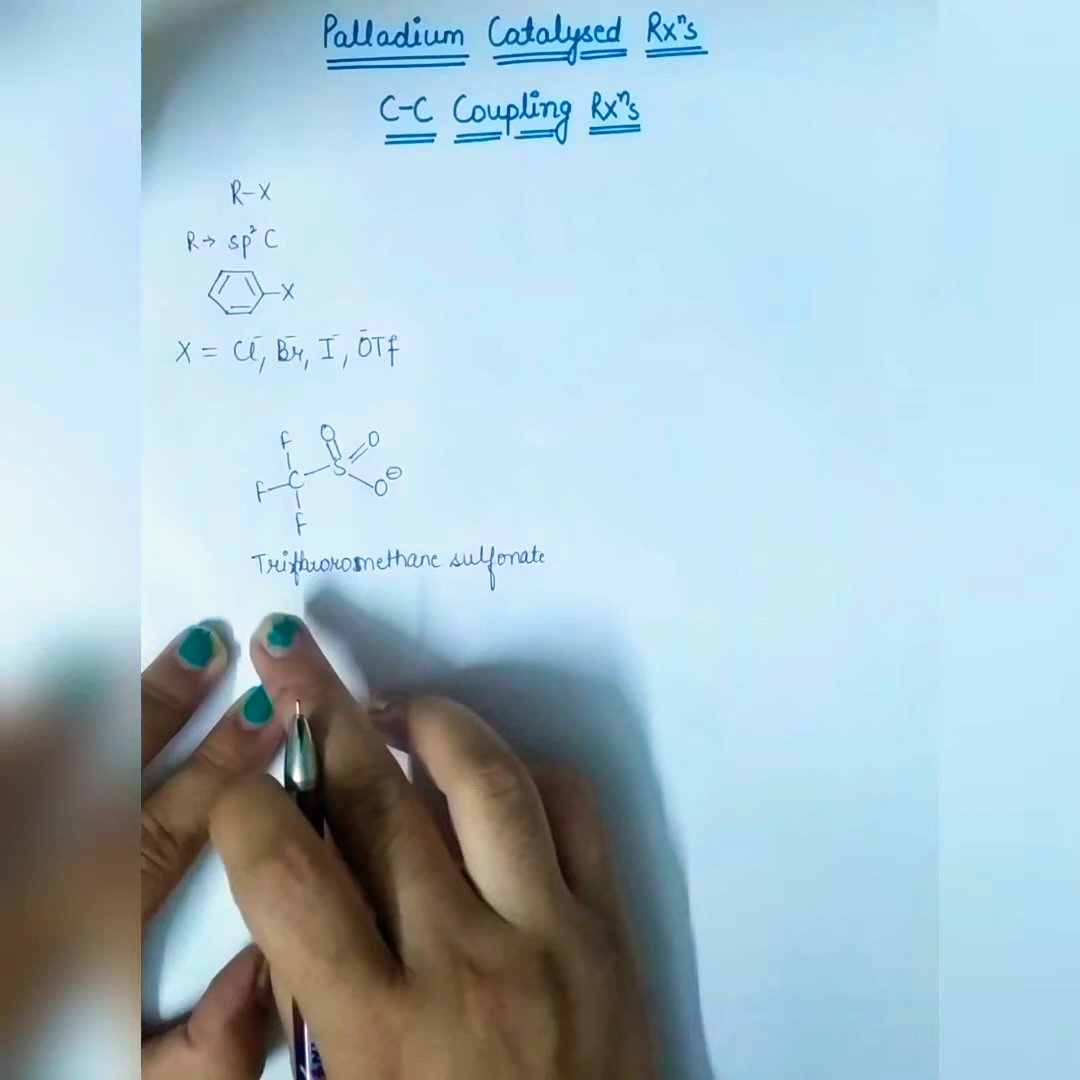 Palladium Catalysed Rxⁿs
C-C Coupling Rxⁿs
R-X
R→ sp² C
-X
X = Cl⁻, Br⁻, I⁻, ⁻OTf
F O O
F C S O⊖
F
Trifluoromethane sulfonate